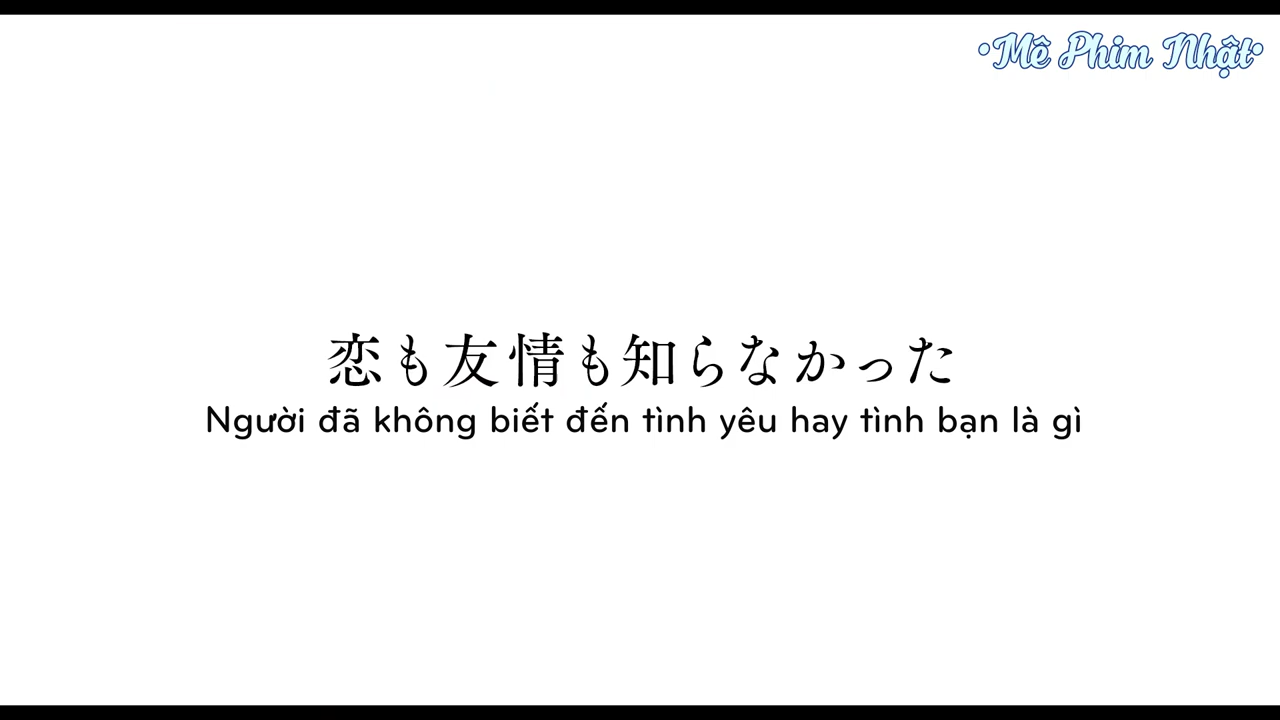 •Mê Phim Nhật•
恋も友情も知らなかった
Người đã không biết đến tình yêu hay tình bạn là gì